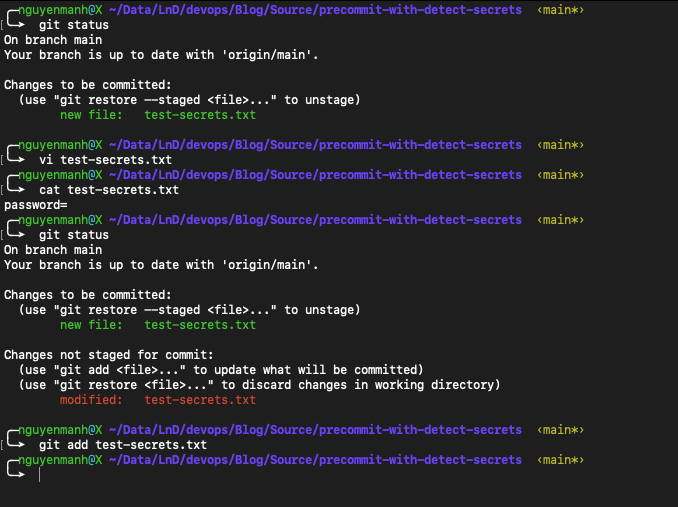 nguyenmanh@X ~/Data/LnD/devops/Blog/Source/precommit-with-detect-secrets ‹main*›
git status
On branch main
Your branch is up to date with 'origin/main'.
Changes to be committed:
(use "git restore --staged <file>..." to unstage)
new file: test-secrets.txt
nguyenmanh@X ~/Data/LnD/devops/Blog/Source/precommit-with-detect-secrets ‹main*›
vi test-secrets.txt
nguyenmanh@X ~/Data/LnD/devops/Blog/Source/precommit-with-detect-secrets ‹main*›
cat test-secrets.txt
password=
nguyenmanh@X ~/Data/LnD/devops/Blog/Source/precommit-with-detect-secrets ‹main*›
git status
On branch main
Your branch is up to date with 'origin/main'.
Changes to be committed:
(use "git restore --staged <file>..." to unstage)
new file: test-secrets.txt
Changes not staged for commit:
(use "git add <file>..." to update what will be committed)
(use "git restore <file>..." to discard changes in working directory)
modified: test-secrets.txt
nguyenmanh@X ~/Data/LnD/devops/Blog/Source/precommit-with-detect-secrets ‹main*›
git add test-secrets.txt
nguyenmanh@X ~/Data/LnD/devops/Blog/Source/precommit-with-detect-secrets ‹main*›